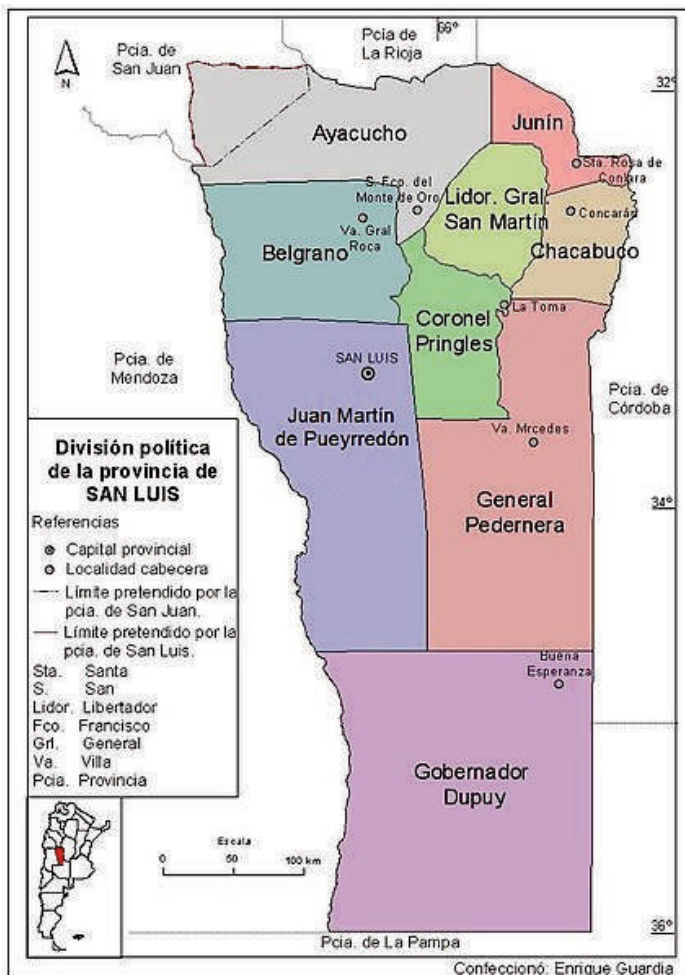 Pcia. de
San Juan
Pcia de
La Rioja
66°
N
32°
Ayacucho
Junín
Sta. Rosa de
Conlara
S. Fco. del
Monte de Oro
Lidor. Gral.
San Martín
Concarán
Va. Gral
Roca
Belgrano
Chacabuco
La Toma
Coronel
Pringles
Pcia. de
Mendoza
SAN LUIS
Pcia. de
Córdoba
Juan Martín
de Pueyrredón
Va. Mrcedes
General
Pedernera
34°
División política
de la provincia de
SAN LUIS
Referencias
Capital provincial
Localidad cabecera
Límite pretendido por la
pcia. de San Juan.
Límite pretendido por la
pcia. de San Luis.
Sta. Santa
S. San
Lidor. Libertador
Fco. Francisco
Grl. General
Va. Villa
Pcia. Provincia
Buena
Esperanza
Gobernador
Dupuy
Escala
0 50 100 km
36°
Pcia. de La Pampa
Confeccionó: Enrique Guardia